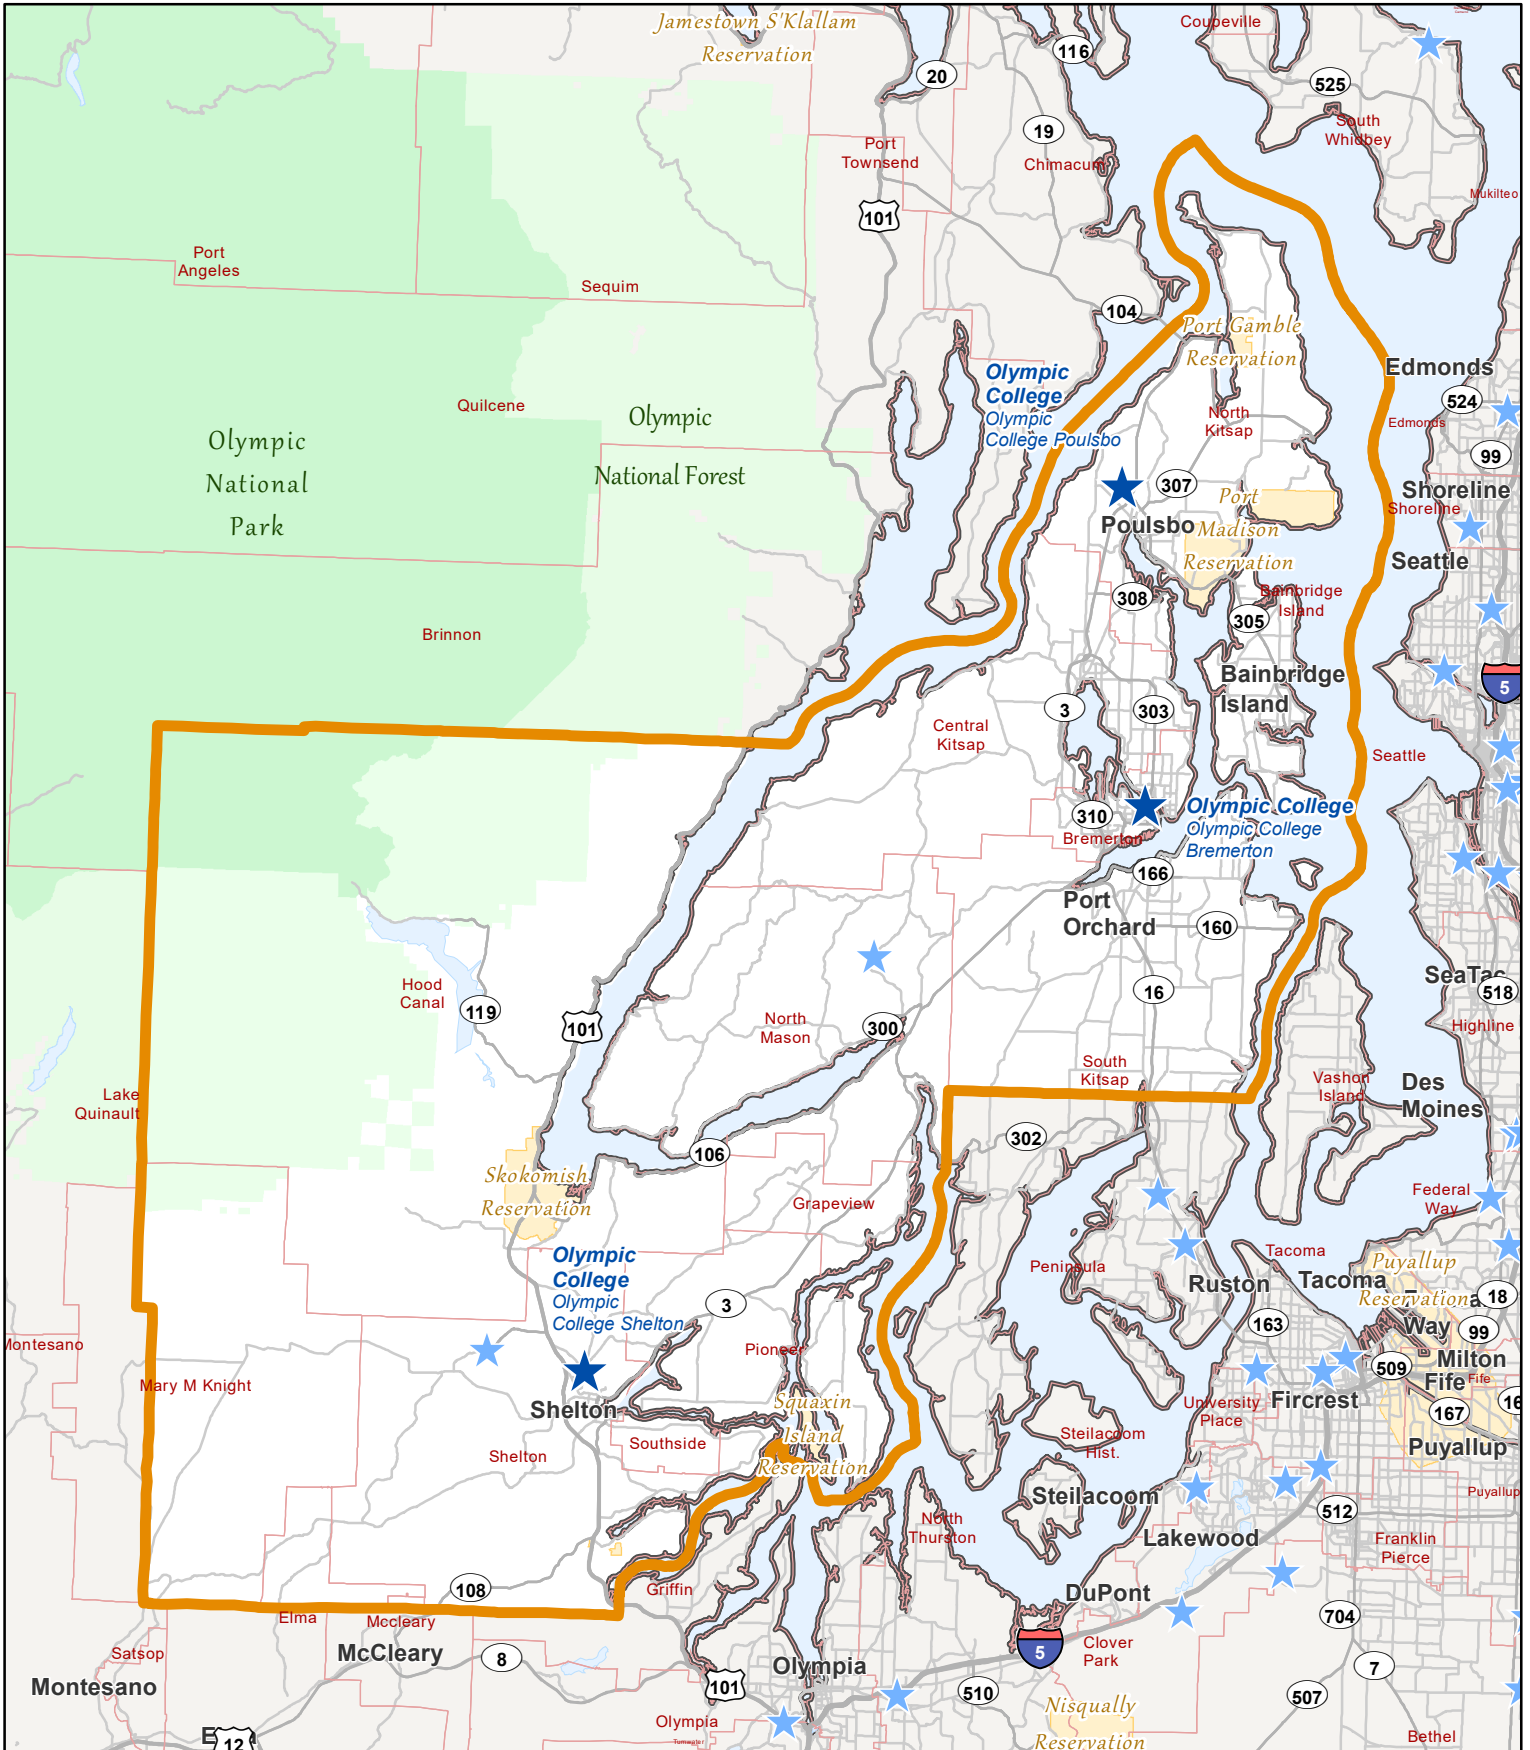 Jamestown S'Klallam
Reservation
Coupeville
116
20
525
19
South
Whidbey
Port
Townsend
Chimacum
Mukilteo
101
Port
Angeles
Sequim
104
Port Gamble
Reservation
Edmonds
Olympic
College
Olympic
College Poulsbo
524
Quilcene
Olympic
National Forest
North
Kitsap
Edmonds
Olympic
National
Park
99
307
Shoreline
Shoreline
Port
Madison
Reservation
Poulsbo
Seattle
308
Bainbridge
Island
305
Brinnon
Bainbridge
Island
5
3
303
Central
Kitsap
Seattle
310
Olympic College
Olympic College
Bremerton
Bremerton
166
Port
Orchard
160
SeaTac
518
Hood
Canal
119
101
16
North
Mason
300
Highline
South
Kitsap
Vashon
Island
Des
Moines
Lake
Quinault
302
106
Skokomish
Reservation
Grapeview
Federal
Way
Olympic
College
Olympic
College Shelton
Peninsula
Tacoma
Puyallup
Reservation
Ruston
Tacoma
18
3
163
Way
99
Montesano
Pioneer
509
Milton
Fife
Fife
Mary M Knight
Shelton
Squaxin
Island
Reservation
University
Place
Fircrest
167
16
Southside
Steilacoom
Hist.
Puyallup
Shelton
Steilacoom
Puyallup
512
North
Thurston
Lakewood
Franklin
Pierce
108
Griffin
DuPont
704
Elma
Mccleary
McCleary
Satsop
8
5
Clover
Park
7
Montesano
101
Olympia
510
507
Nisqually
Reservation
Olympia
Tumwater
12
Bethel